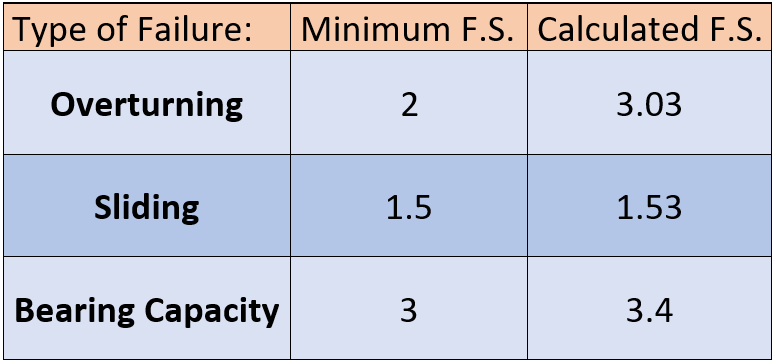 Type of Failure: Minimum F.S. Calculated F.S.
Overturning 2 3.03
Sliding 1.5 1.53
Bearing Capacity 3 3.4